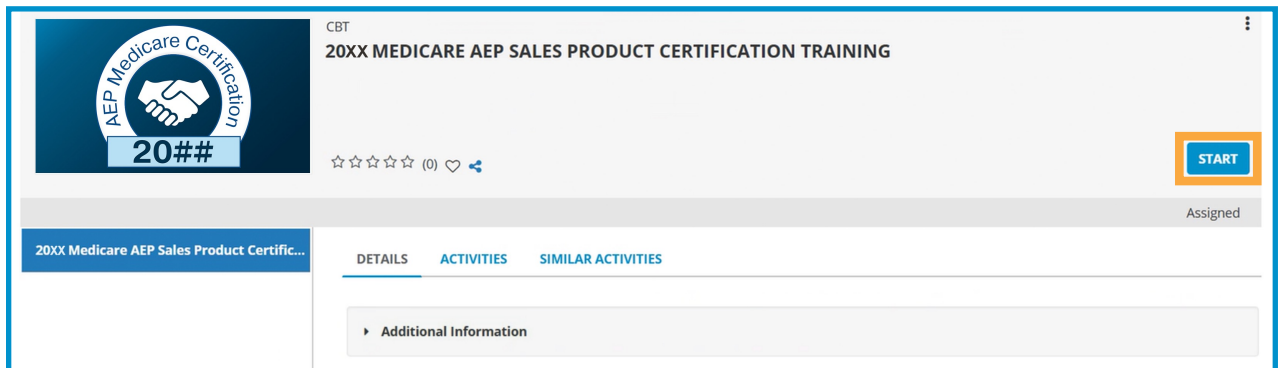 AEP Medicare Certification
20##
CBT
20XX MEDICARE AEP SALES PRODUCT CERTIFICATION TRAINING
(0)
START
Assigned
20XX Medicare AEP Sales Product Certific...
DETAILS ACTIVITIES SIMILAR ACTIVITIES
Additional Information